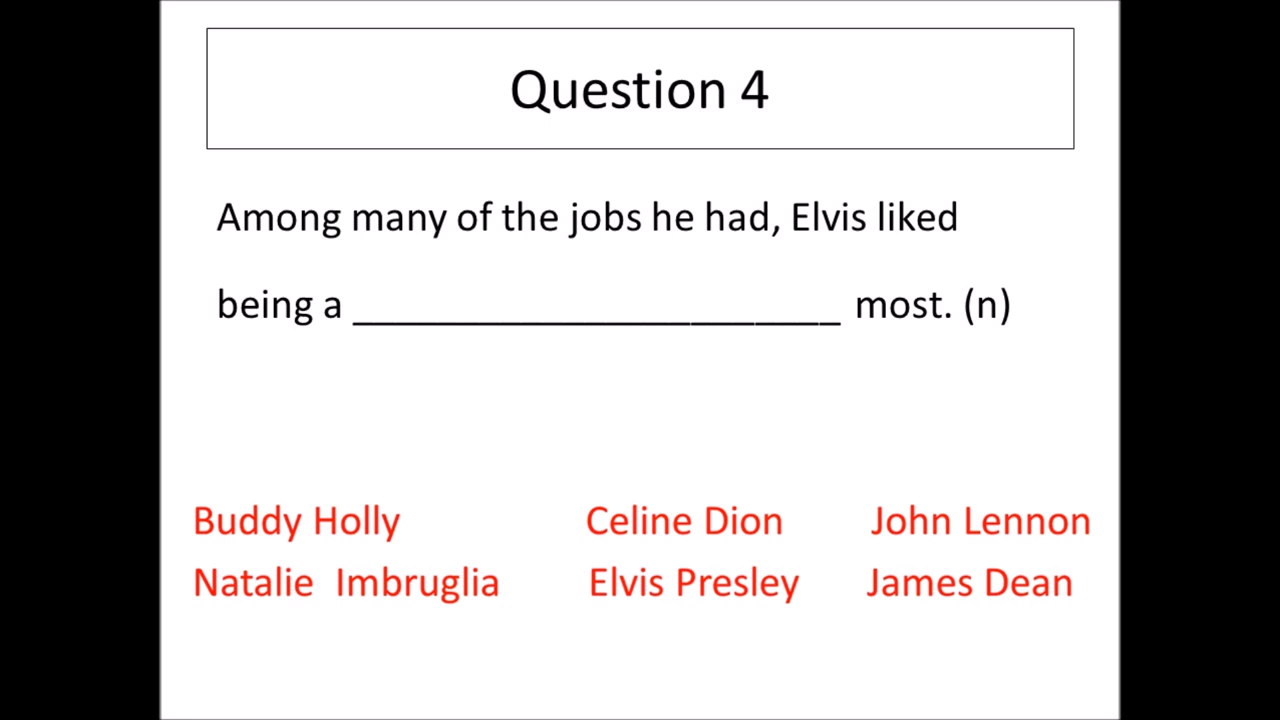 Question 4
Among many of the jobs he had, Elvis liked
being a _______________________ most. (n)
Buddy Holly Celine Dion John Lennon
Natalie Imbruglia Elvis Presley James Dean